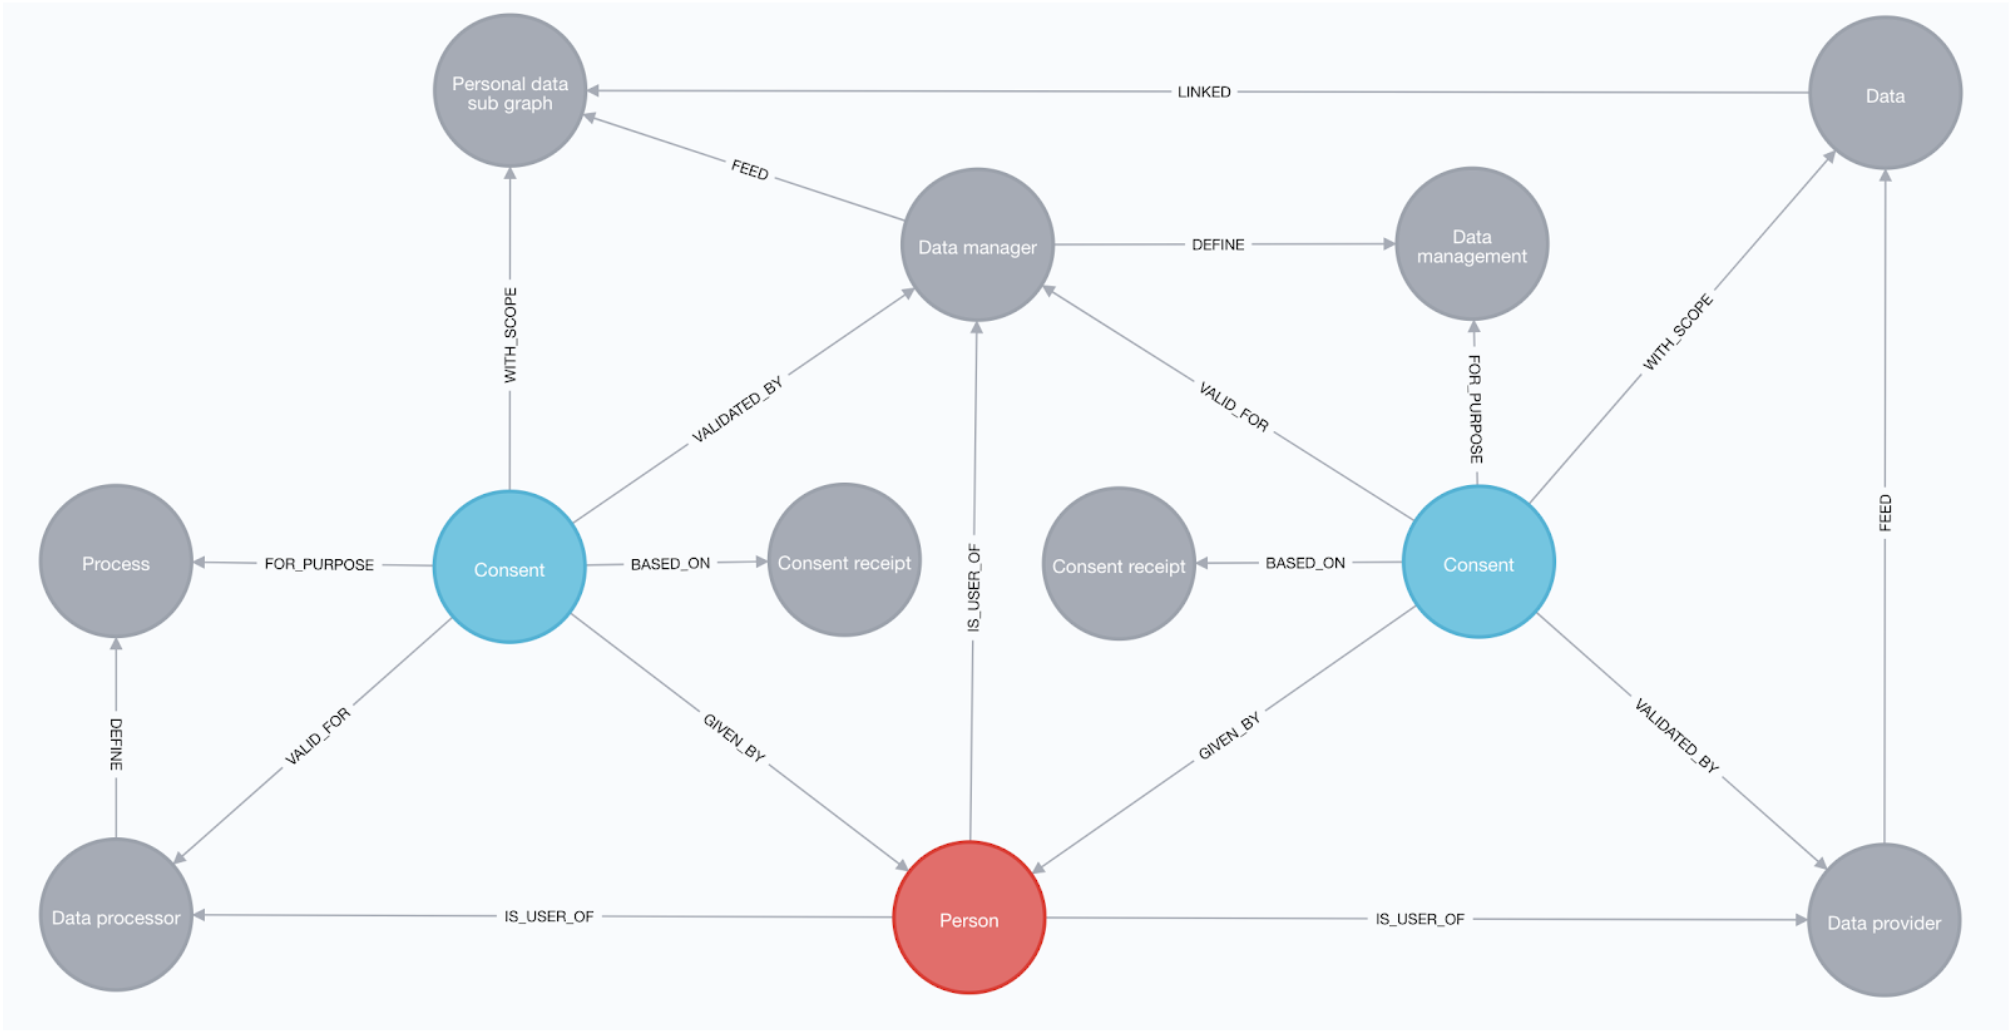 Personal data
sub graph
LINKED
Data
FEED
Data manager
DEFINE
Data
management
WITH_SCOPE
WITH_SCOPE
VALIDATED_BY
VALID_FOR
FOR_PURPOSE
FEED
Process
FOR_PURPOSE
Consent
BASED_ON
Consent receipt
IS_USER_OF
Consent receipt
BASED_ON
Consent
DEFINE
VALID_FOR
GIVEN_BY
GIVEN_BY
VALIDATED_BY
Data processor
IS_USER_OF
Person
IS_USER_OF
Data provider